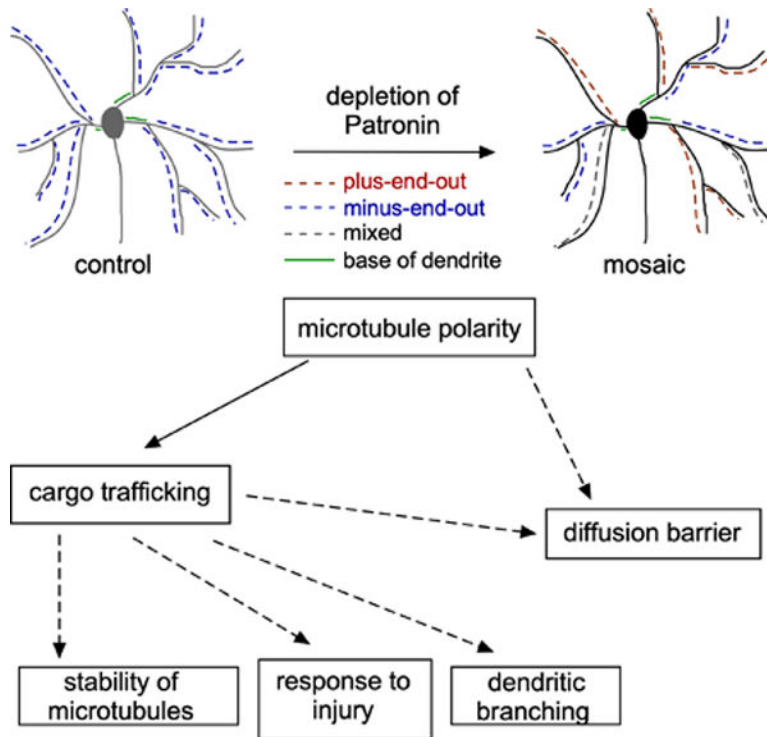 depletion of
Patronin
plus-end-out
minus-end-out
mixed
base of dendrite
control
mosaic
microtubule polarity
cargo trafficking
diffusion barrier
stability of
microtubules
response to
injury
dendritic
branching